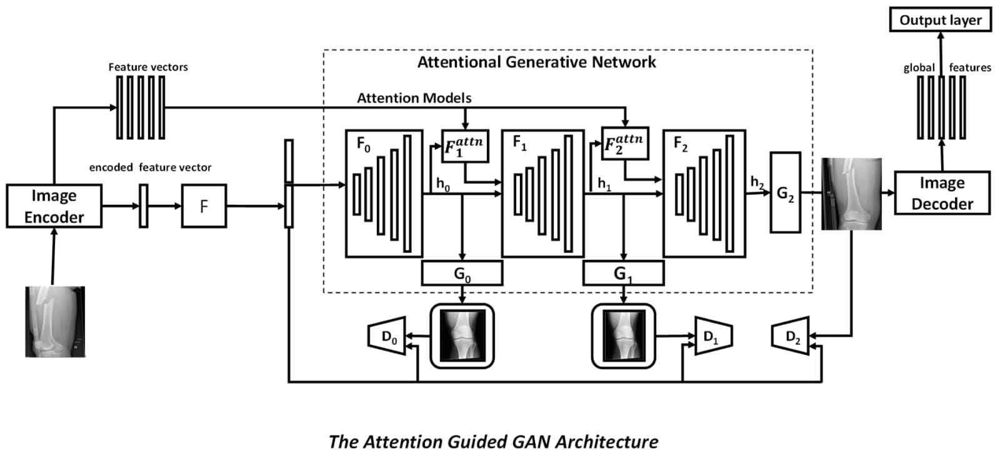 Output layer
global features
Attentional Generative Network
Feature vectors
Attention Models
F₀
F₁ᵃᵗᵗⁿ
F₁
F₂ᵃᵗᵗⁿ
F₂
encoded feature vector
Image
Encoder
F
h₀
h₁
h₂
G₂
Image
Decoder
G₀
G₁
D₀
D₁
D₂
The Attention Guided GAN Architecture